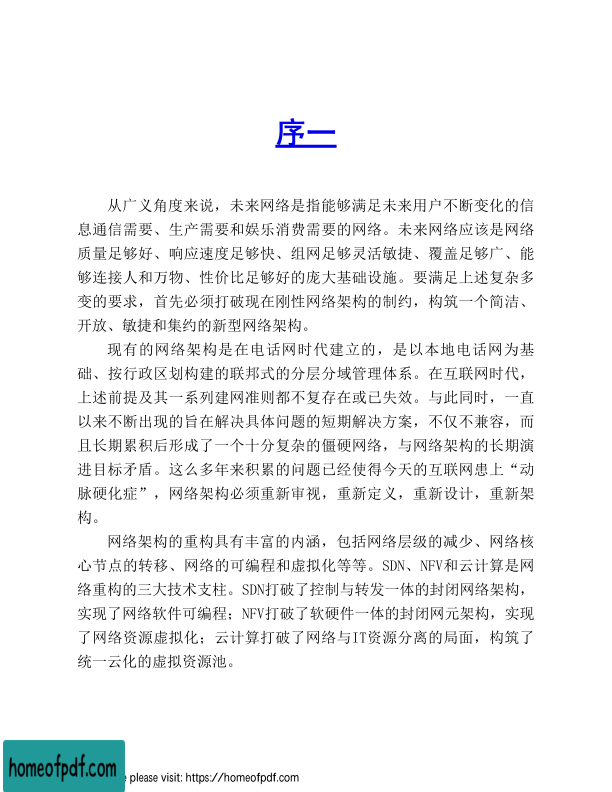 序一
从广义角度来说，未来网络是指能够满足未来用户不断变化的信
息通信需要、生产需要和娱乐消费需要的网络。未来网络应该是网络
质量足够好、响应速度足够快、组网足够灵活敏捷、覆盖足够广、能
够连接人和万物、性价比足够好的庞大基础设施。要满足上述复杂多
变的要求，首先必须打破现在刚性网络架构的制约，构筑一个简洁、
开放、敏捷和集约的新型网络架构。
现有的网络架构是在电话网时代建立的，是以本地电话网为基
础、按行政区划构建的联邦式的分层分域管理体系。在互联网时代，
上述前提及其一系列建网准则都不复存在或已失效。与此同时，一直
以来不断出现的旨在解决具体问题的短期解决方案，不仅不兼容，而
且长期累积后形成了一个十分复杂的僵硬网络，与网络架构的长期演
进目标矛盾。这么多年来积累的问题已经使得今天的互联网患上“动
脉硬化症”，网络架构必须重新审视，重新定义，重新设计，重新架
构。
网络架构的重构具有丰富的内涵，包括网络层级的减少、网络核
心节点的转移、网络的可编程和虚拟化等等。SDN、NFV和云计算是网
络重构的三大技术支柱。SDN打破了控制与转发一体的封闭网络架构，
实现了网络软件可编程；NFV打破了软硬件一体的封闭网元架构，实现
了网络资源虚拟化；云计算打破了网络与IT资源分离的局面，构筑了
统一云化的虚拟资源池。
homeofpdf.com
e please visit: https://homeofpdf.com